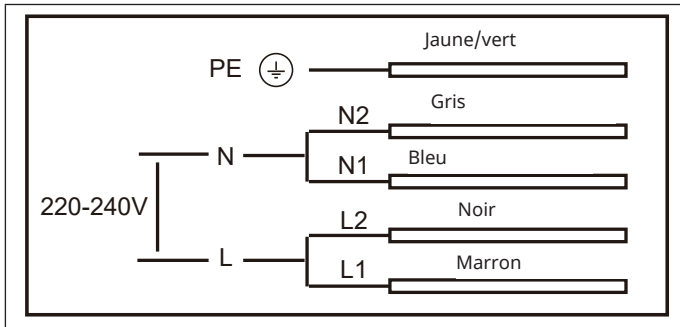 Jaune/vert
PE
Gris
N2
N
Bleu
N1
220-240V
Noir
L2
L
Marron
L1